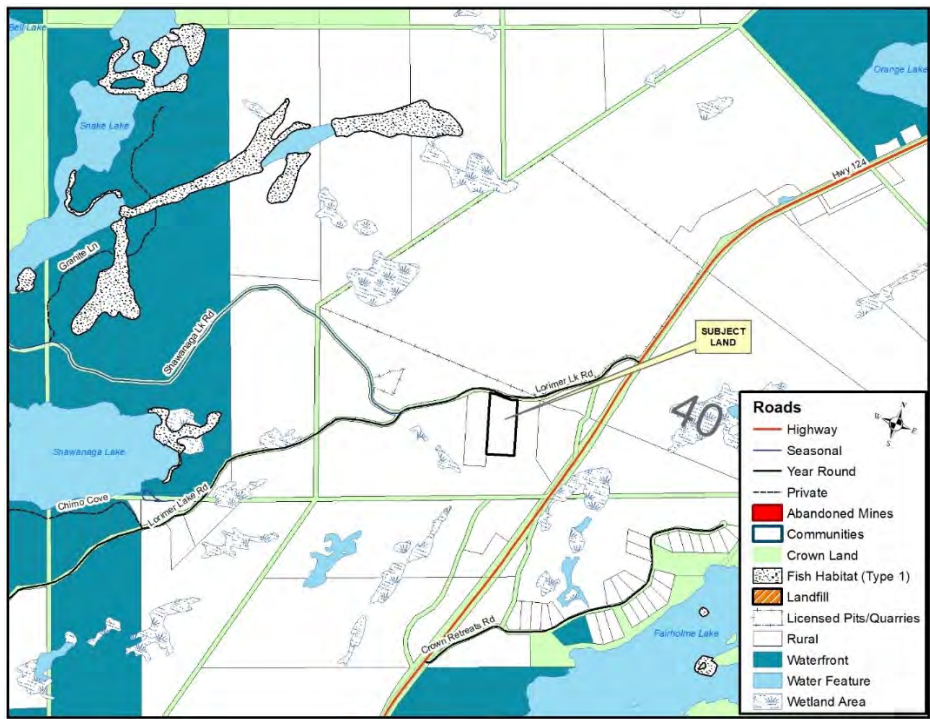 Bell Lake
Orange Lake
Snake Lake
Hwy 124
Granite Ln
Shawanaga Lk Rd
SUBJECT
LAND
Lorimer Lk Rd
40
Shawanaga Lake
Chimo Cove
Lorimer Lake Rd
Crown Retreats Rd
Fairholme Lake
Roads
N
W
E
S
Highway
Seasonal
Year Round
Private
Abandoned Mines
Communities
Crown Land
Fish Habitat (Type 1)
Landfill
Licensed Pits/Quarries
Rural
Waterfront
Water Feature
Wetland Area